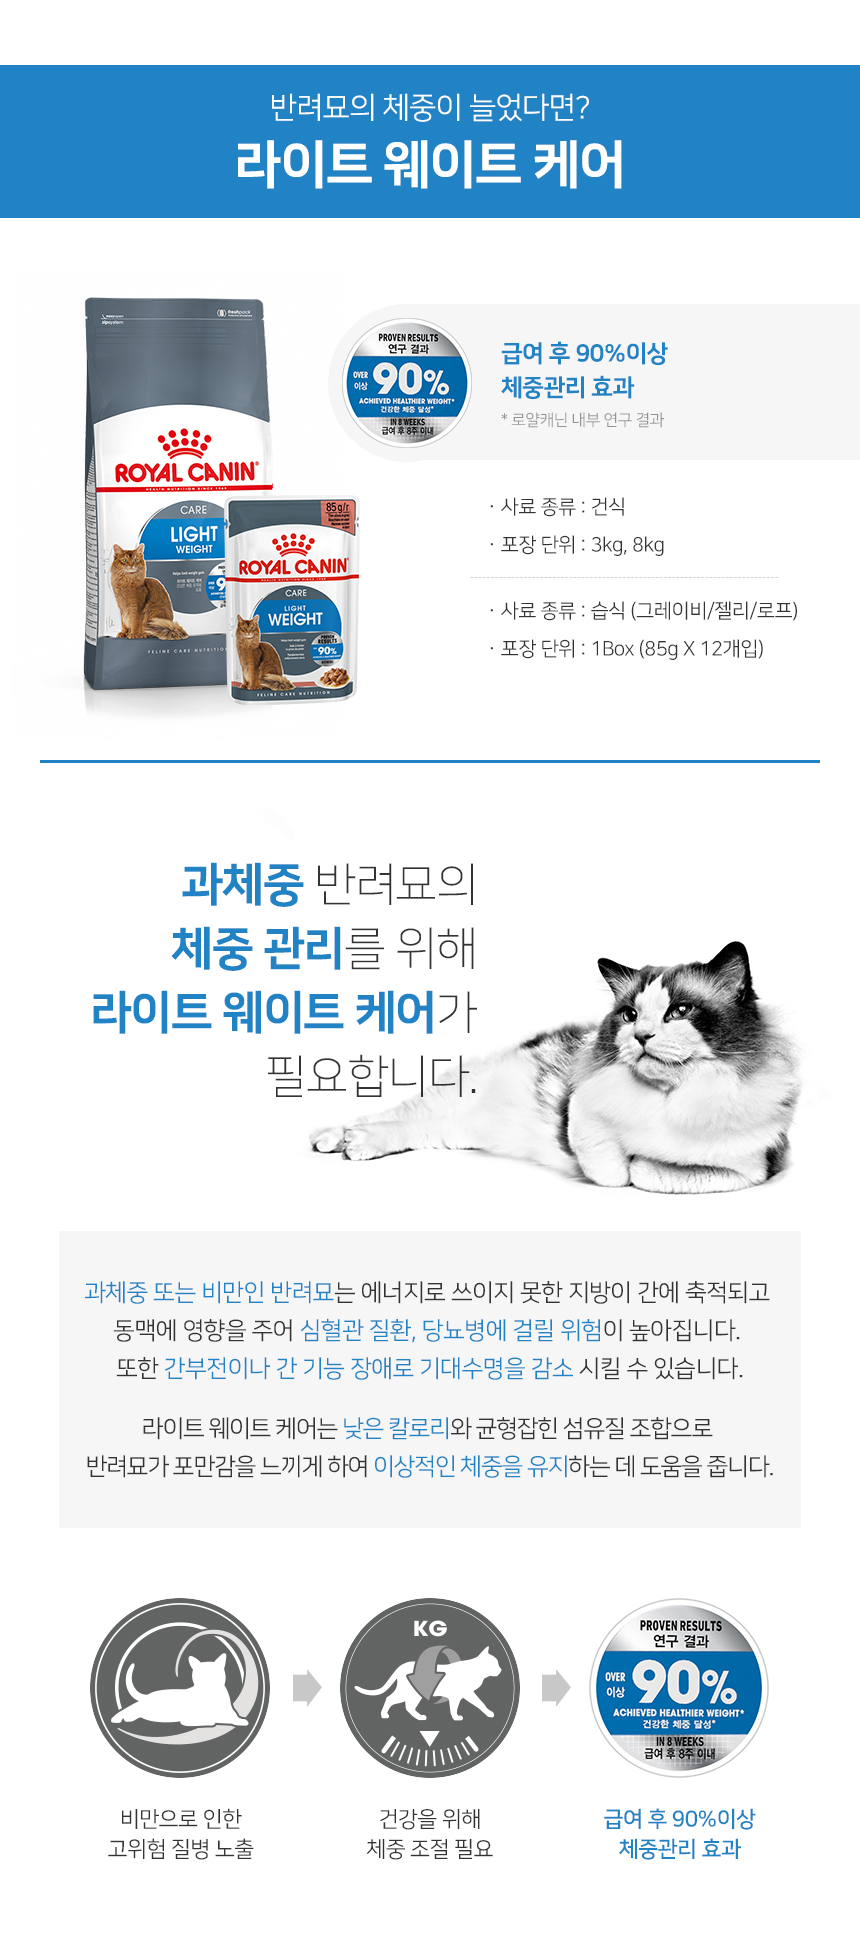 반려묘의 체중이 늘었다면?
라이트 웨이트 케어
freshpack
zipsystem
ROYAL CANIN
HEALTH NUTRITION SINCE 1968
CARE
LIGHT
WEIGHT
FELINE CARE NUTRITION
85 g/r
ROYAL CANIN
CARE
LIGHT
WEIGHT
PROVEN
RESULTS
90%
FELINE CARE NUTRITION
PROVEN RESULTS
연구 결과
OVER
이상
90%
ACHIEVED HEALTHIER WEIGHT*
건강한 체중 달성*
IN 8 WEEKS
급여 후 8주 이내
급여 후 90%이상
체중관리 효과
* 로얄캐닌 내부 연구 결과
· 사료 종류 : 건식
· 포장 단위 : 3kg, 8kg
· 사료 종류 : 습식 (그레이비/젤리/로프)
· 포장 단위 : 1Box (85g X 12개입)
과체중 반려묘의
체중 관리를 위해
라이트 웨이트 케어가
필요합니다.
과체중 또는 비만인 반려묘는 에너지로 쓰이지 못한 지방이 간에 축적되고
동맥에 영향을 주어 심혈관 질환, 당뇨병에 걸릴 위험이 높아집니다.
또한 간부전이나 간 기능 장애로 기대수명을 감소 시킬 수 있습니다.
라이트 웨이트 케어는 낮은 칼로리와 균형잡힌 섬유질 조합으로
반려묘가 포만감을 느끼게 하여 이상적인 체중을 유지하는 데 도움을 줍니다.
KG
PROVEN RESULTS
연구 결과
OVER
이상
90%
ACHIEVED HEALTHIER WEIGHT*
건강한 체중 달성*
IN 8 WEEKS
급여 후 8주 이내
비만으로 인한
고위험 질병 노출
건강을 위해
체중 조절 필요
급여 후 90%이상
체중관리 효과